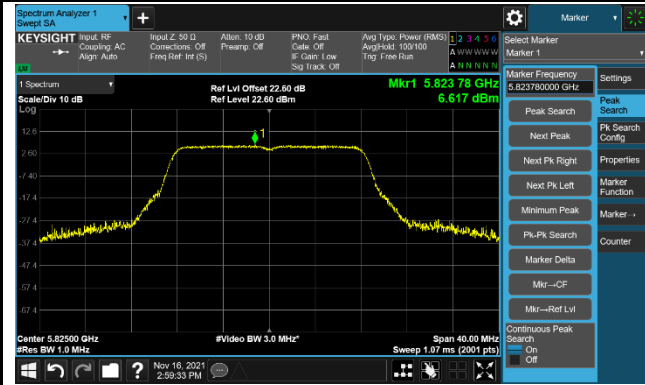 Spectrum Analyzer 1
Swept SA
Marker
KEYSIGHT Input: RF
Coupling: AC
Align: Auto
Input Z: 50 Ω
Corrections: Off
Freq Ref: Int (S)
Atten: 10 dB
Preamp: Off
PNO: Fast
Gate: Off
IF Gain: Low
Sig Track: Off
Avg Type: Power (RMS)
Avg|Hold: 100/100
Trig: Free Run
1 2 3 4 5 6
A W W W W W
A N N N N N
Select Marker
Marker 1
1 Spectrum
Scale/Div 10 dB
Log
Ref Lvl Offset 22.60 dB
Ref Level 22.60 dBm
Mkr1 5.823 78 GHz
6.617 dBm
12.6
2.60
-7.40
-17.4
-27.4
-37.4
-47.4
-57.4
-67.4
1
Center 5.82500 GHz
#Res BW 1.0 MHz
#Video BW 3.0 MHz*
Span 40.00 MHz
Sweep 1.07 ms (2001 pts)
Marker Frequency
5.823780000 GHz
Peak Search
Next Peak
Next Pk Right
Next Pk Left
Minimum Peak
Pk-Pk Search
Marker Delta
Mkr→CF
Mkr→Ref Lvl
Continuous Peak
Search
On
Off
Settings
Peak
Search
Pk Search
Config
Properties
Marker
Function
Marker→
Counter
Nov 16, 2021
2:59:33 PM